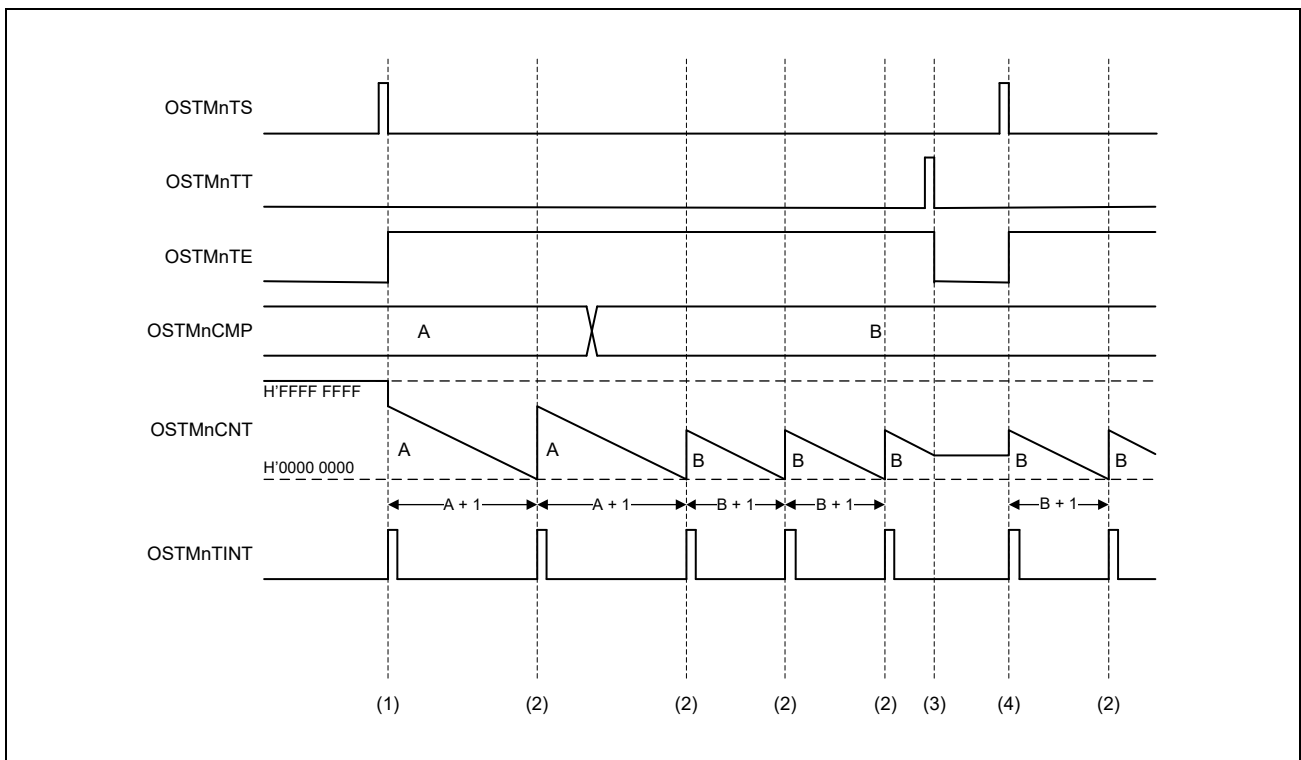 OSTMnTS
OSTMnTT
OSTMnTE
OSTMnCMP
A
B
H'FFFF FFFF
OSTMnCNT
A
A
B
B
B
B
B
H'0000 0000
A + 1
A + 1
B + 1
B + 1
B + 1
OSTMnTINT
(1)
(2)
(2)
(2)
(2)
(3)
(4)
(2)